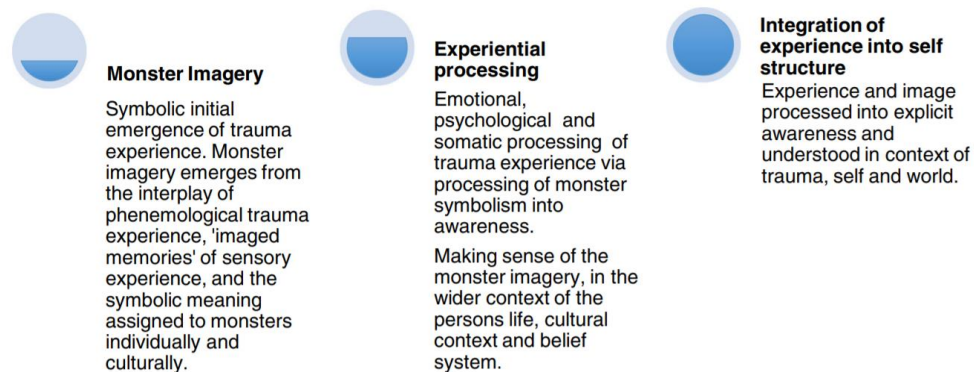 Monster Imagery
Symbolic initial
emergence of trauma
experience. Monster
imagery emerges from
the interplay of
phenemological trauma
experience, 'imaged
memories' of sensory
experience, and the
symbolic meaning
assigned to monsters
individually and
culturally.
Experiential
processing
Emotional,
psychological and
somatic processing of
trauma experience via
processing of monster
symbolism into
awareness.
Making sense of the
monster imagery, in the
wider context of the
persons life, cultural
context and belief
system.
Integration of
experience into self
structure
Experience and image
processed into explicit
awareness and
understood in context of
trauma, self and world.